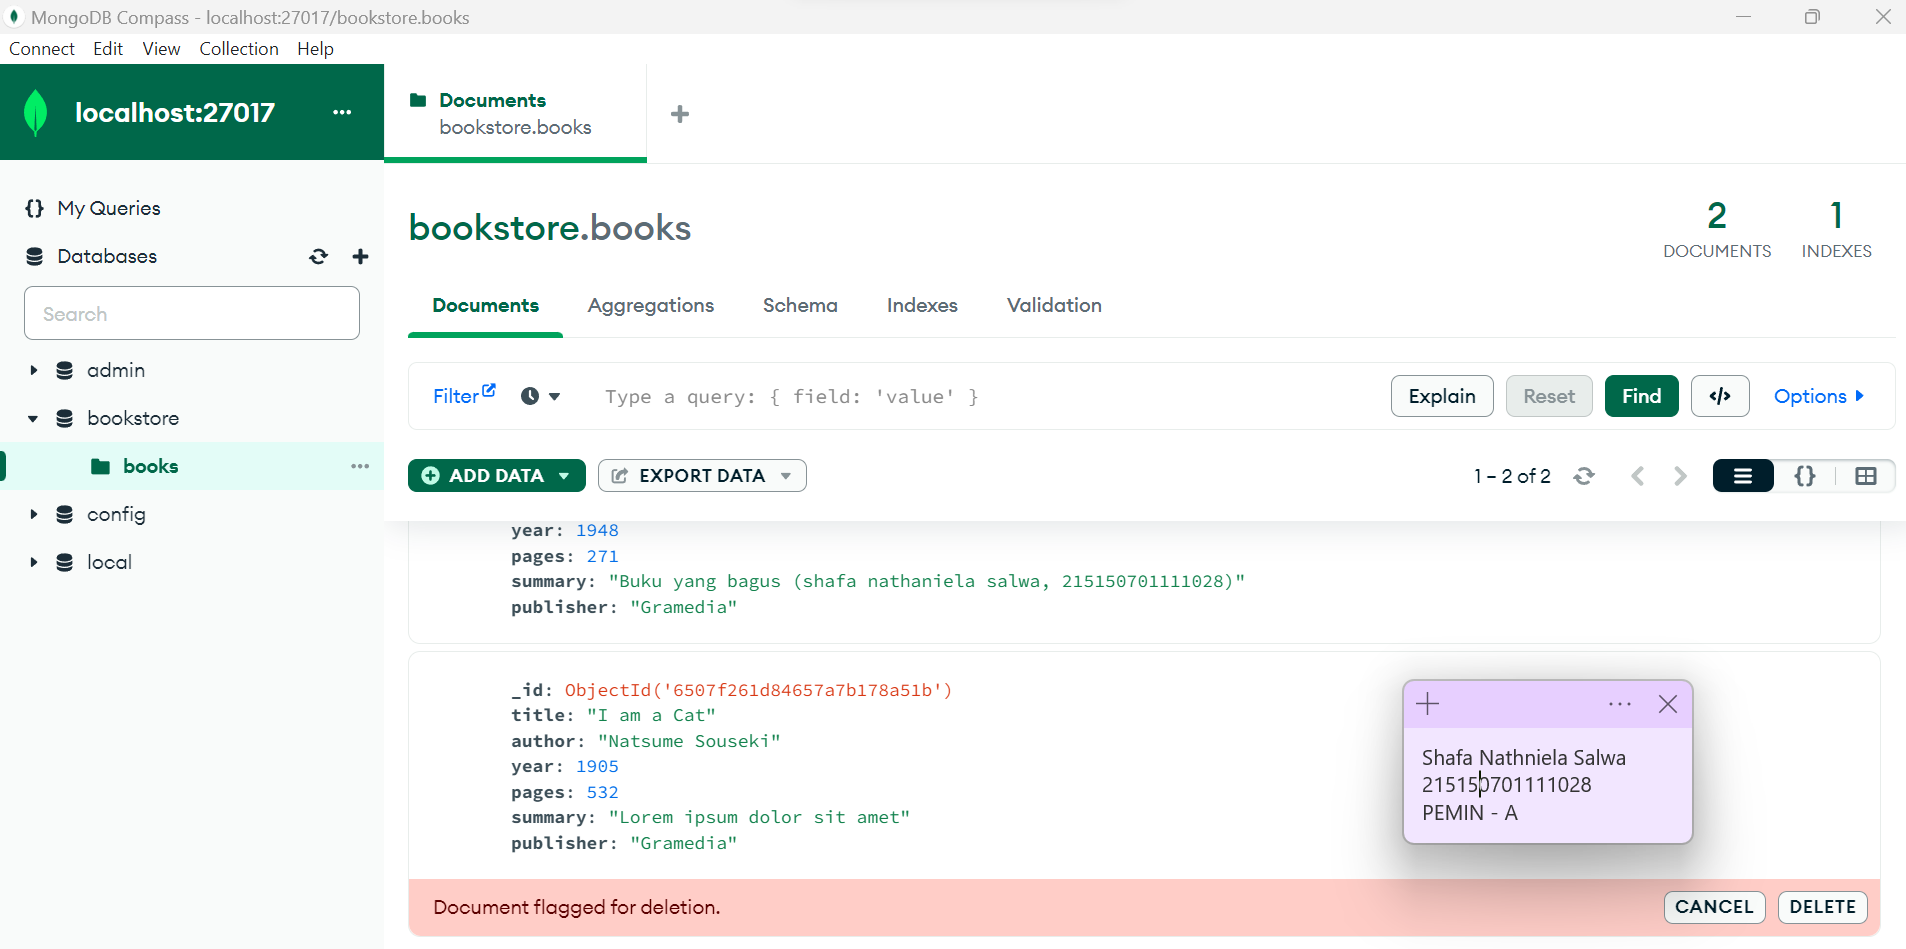 MongoDB Compass - localhost:27017/bookstore.books
Connect Edit View Collection Help
localhost:27017
Documents
bookstore.books
My Queries
Databases
Search
admin
bookstore
books
config
local
bookstore.books
2
DOCUMENTS
1
INDEXES
Documents Aggregations Schema Indexes Validation
Filter Type a query: { field: 'value' } Explain Reset Find </> Options
ADD DATA EXPORT DATA 1 – 2 of 2 {}
year: 1948
pages: 271
summary: "Buku yang bagus (shafa nathaniela salwa, 215150701111028)"
publisher: "Gramedia"
_id: ObjectId('6507f261d84657a7b178a51b')
title: "I am a Cat"
author: "Natsume Souseki"
year: 1905
pages: 532
summary: "Lorem ipsum dolor sit amet"
publisher: "Gramedia"
Shafa Nathniela Salwa
215150701111028
PEMIN - A
Document flagged for deletion. CANCEL DELETE